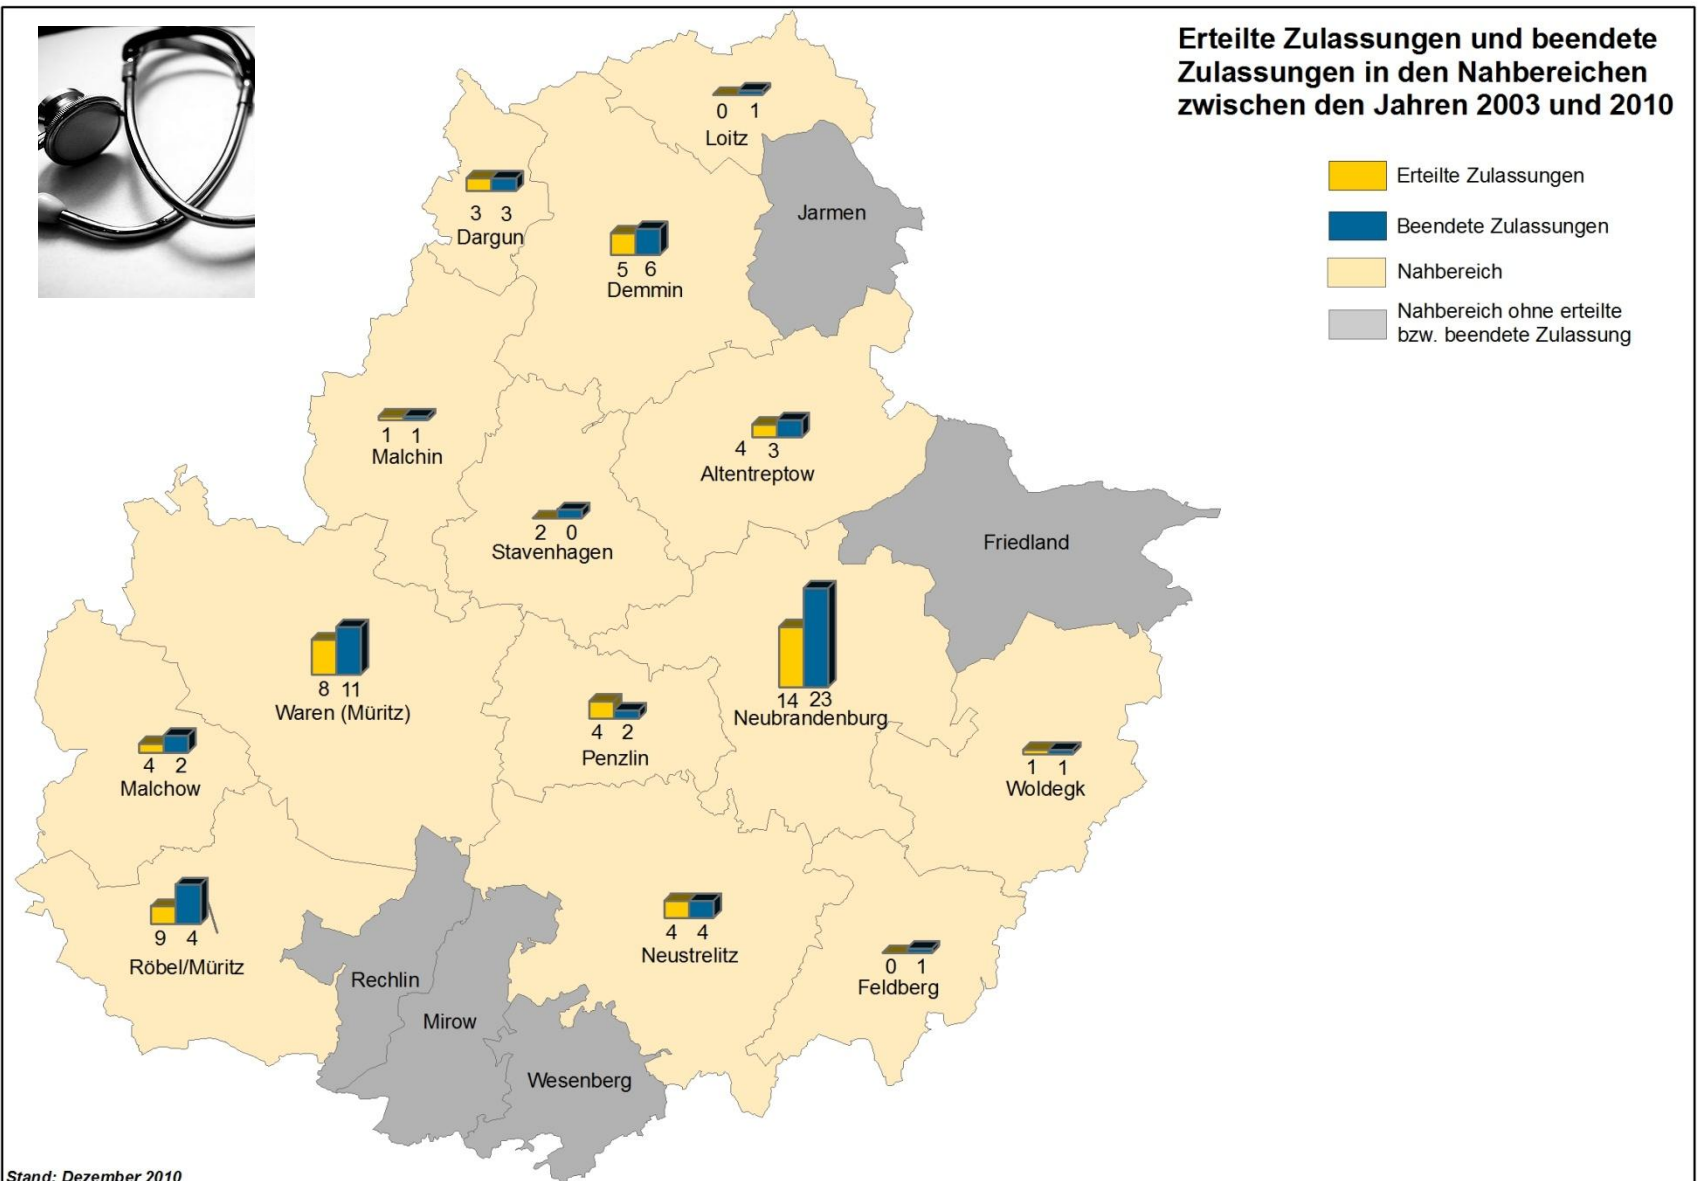 Erteilte Zulassungen und beendete
Zulassungen in den Nahbereichen
zwischen den Jahren 2003 und 2010
Erteilte Zulassungen
Beendete Zulassungen
Nahbereich
Nahbereich ohne erteilte
bzw. beendete Zulassung
0 1
Loitz
Jarmen
3 3
Dargun
5 6
Demmin
1 1
Malchin
4 3
Altentreptow
2 0
Stavenhagen
Friedland
8 11
Waren (Müritz)
4 2
Penzlin
14 23
Neubrandenburg
4 2
Malchow
1 1
Woldegk
9 4
Röbel/Müritz
4 4
Neustrelitz
0 1
Feldberg
Rechlin
Mirow
Wesenberg
Stand: Dezember 2010